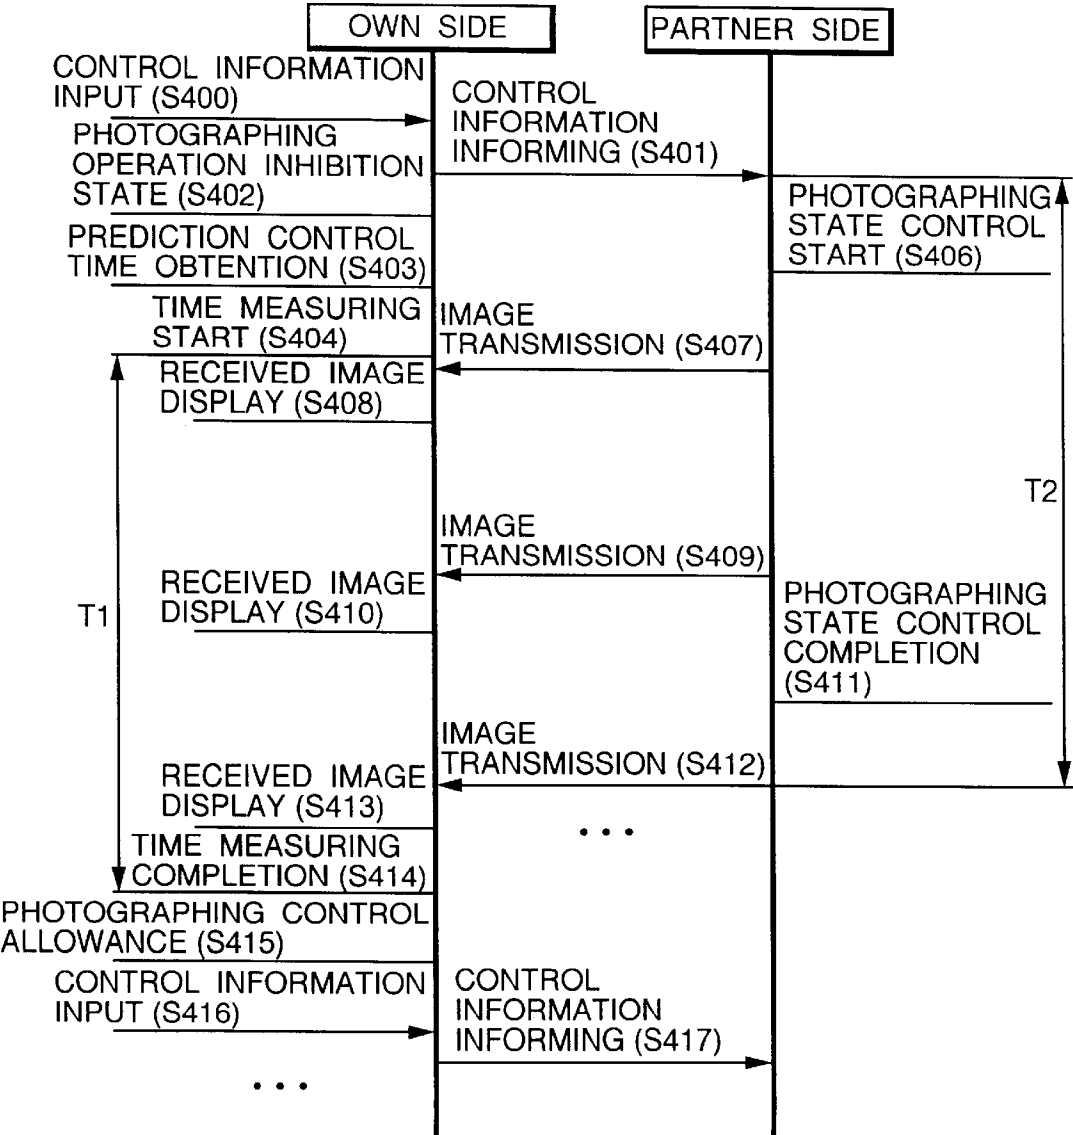 OWN SIDE
PARTNER SIDE
CONTROL INFORMATION
INPUT (S400)
CONTROL
INFORMATION
INFORMING (S401)
PHOTOGRAPHING
OPERATION INHIBITION
STATE (S402)
PREDICTION CONTROL
TIME OBTENTION (S403)
PHOTOGRAPHING
STATE CONTROL
START (S406)
TIME MEASURING
START (S404)
IMAGE
TRANSMISSION (S407)
RECEIVED IMAGE
DISPLAY (S408)
T2
IMAGE
TRANSMISSION (S409)
RECEIVED IMAGE
DISPLAY (S410)
T1
PHOTOGRAPHING
STATE CONTROL
COMPLETION
(S411)
IMAGE
TRANSMISSION (S412)
RECEIVED IMAGE
DISPLAY (S413)
• • •
TIME MEASURING
COMPLETION (S414)
PHOTOGRAPHING CONTROL
ALLOWANCE (S415)
CONTROL INFORMATION
INPUT (S416)
CONTROL
INFORMATION
INFORMING (S417)
• • •